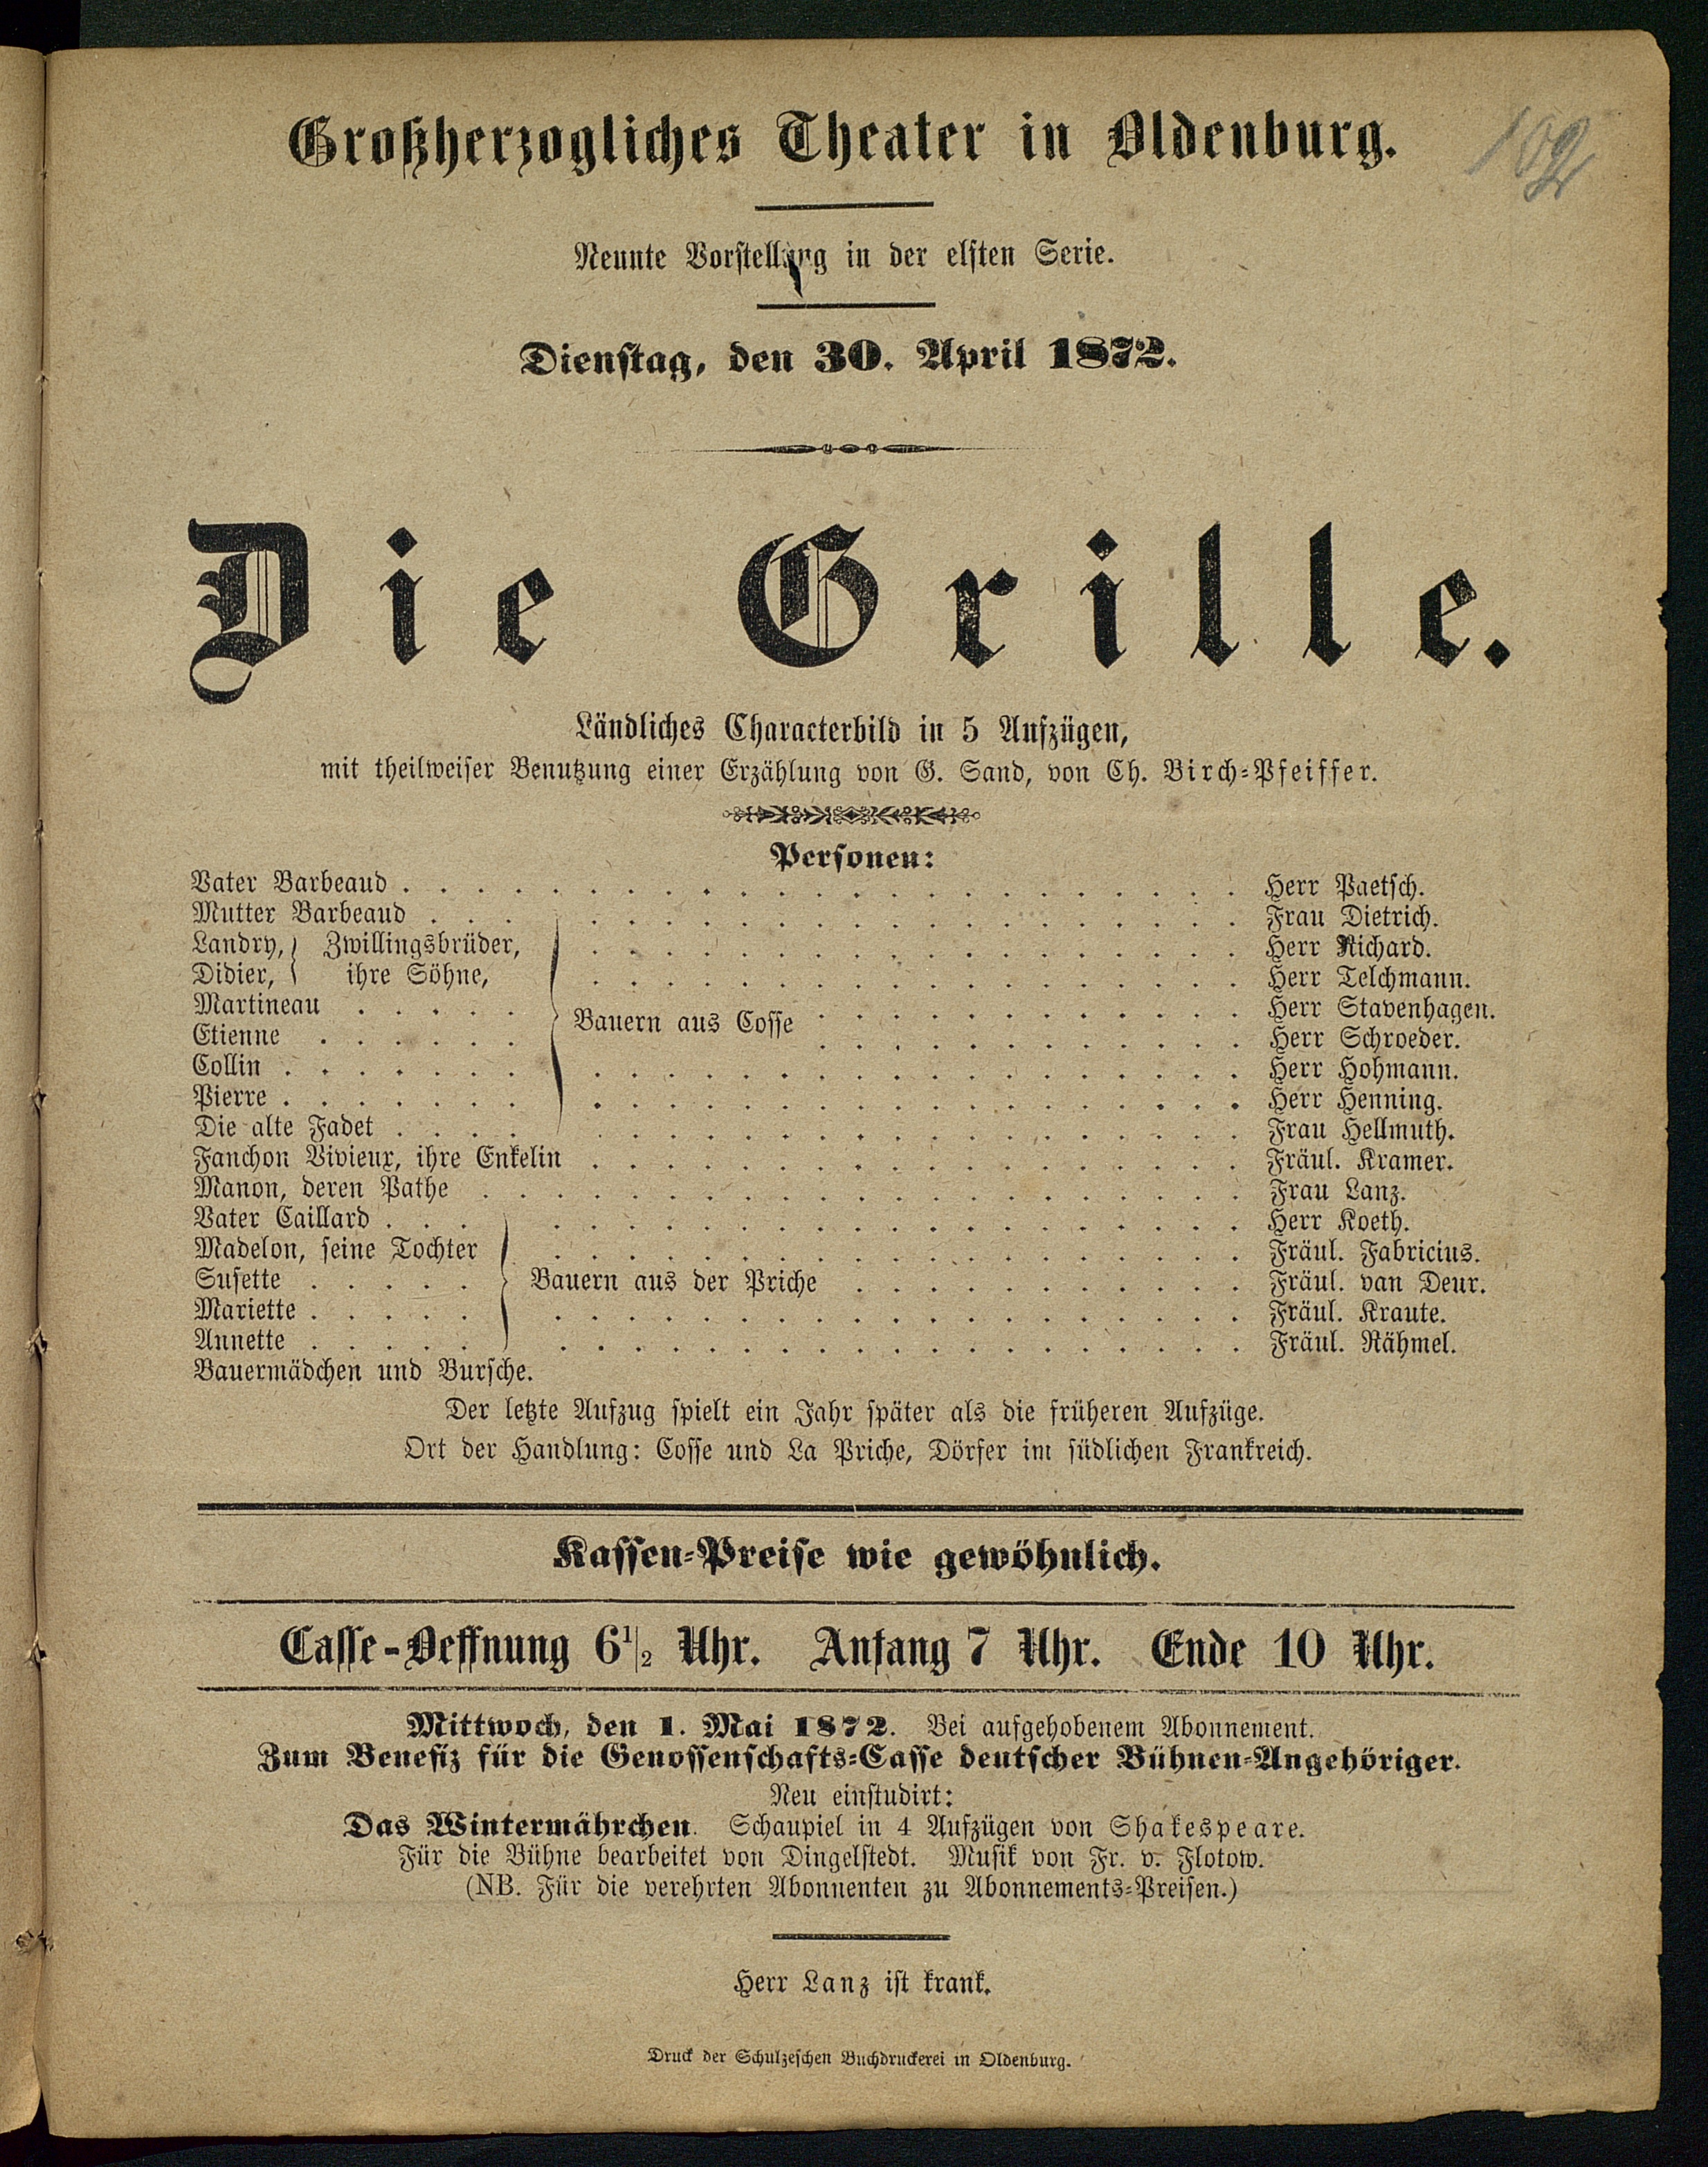 Großherzogliches Theater in Oldenburg.
109
Neunte Vorstellung in der elften Serie.
Dienstag, den 30. April 1872.
Die Grille.
Ländliches Characterbild in 5 Aufzügen,
mit theilweiser Benutzung einer Erzählung von G. Sand, von Ch. Birch-Pfeiffer.
Personen:
Vater Barbeaud . . . Herr Paetsch.
Mutter Barbeaud . . . Frau Dietrich.
Landry, Zwillingsbrüder, . . . Herr Richard.
Didier, ihre Söhne, . . . Herr Telchmann.
Martineau . . . Herr Stavenhagen.
Bauern aus Cosse
Etienne . . . Herr Schroeder.
Collin . . . Herr Hohmann.
Pierre . . . Herr Henning.
Die alte Fadet . . . Frau Hellmuth.
Fanchon Vivieux, ihre Enkelin . . . Fräul. Kramer.
Manon, deren Pathe . . . Frau Lanz.
Vater Caillard . . . Herr Koeth.
Madelon, seine Tochter . . . Fräul. Fabricius.
Susette . . . Bauern aus der Priche . . . Fräul. van Deur.
Mariette . . . Fräul. Kraute.
Annette . . . Fräul. Rähmel.
Bauermädchen und Bursche.
Der letzte Aufzug spielt ein Jahr später als die früheren Aufzüge.
Ort der Handlung: Cosse und La Priche, Dörfer im südlichen Frankreich.
Kassen-Preise wie gewöhnlich.
Casse-Oeffnung 6 1/2 Uhr. Anfang 7 Uhr. Ende 10 Uhr.
Mittwoch, den 1. Mai 1872. Bei aufgehobenem Abonnement.
Zum Benefiz für die Genossenschafts-Casse deutscher Bühnen-Angehöriger.
Neu einstudirt:
Das Wintermährchen. Schaupiel in 4 Aufzügen von Shakespeare.
Für die Bühne bearbeitet von Dingelstedt. Musik von Fr. v. Flotow.
(NB. Für die verehrten Abonnenten zu Abonnements-Preisen.)
Herr Lanz ist krank.
Druck der Schulzeschen Buchdruckerei in Oldenburg.